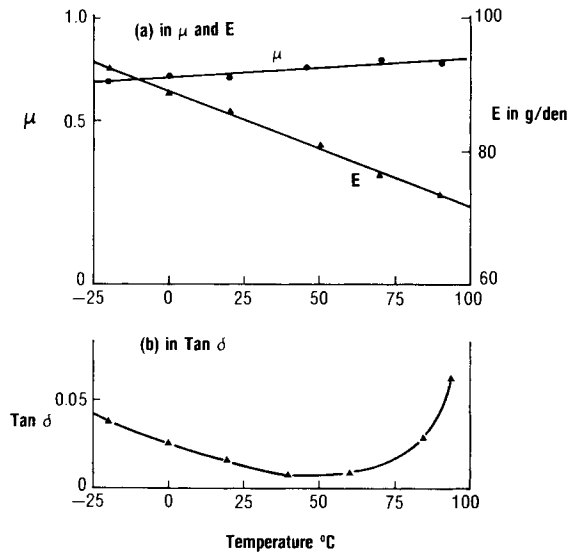 (a) in μ and E
1.0
0.5
0
μ
100
80
60
E in g/den
μ
E
−25 0 25 50 75 100
(b) in Tan δ
Tan δ
0.05
0
−25 0 25 50 75 100
Temperature ºC